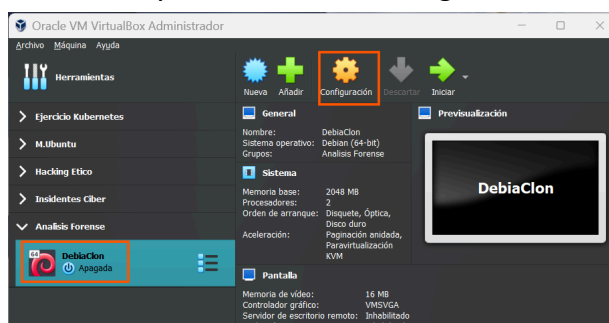 Oracle VM VirtualBox Administrador
Archivo Máquina Ayuda
Herramientas
Nueva Añadir Configuración Descartar Iniciar
Ejercicio Kubernetes
M.Ubuntu
Hacking Etico
Insidentes Ciber
Analisis Forense
64
DebiaClon
Apagada
General
Nombre: DebiaClon
Sistema operativo: Debian (64-bit)
Grupos: Analisis Forense
Sistema
Memoria base: 2048 MB
Procesadores: 2
Orden de arranque: Disquete, Óptica,
Disco duro
Aceleración: Paginación anidada,
Paravirtualización
KVM
Pantalla
Memoria de vídeo: 16 MB
Controlador gráfico: VMSVGA
Servidor de escritorio remoto: Inhabilitado
Previsualización
DebiaClon